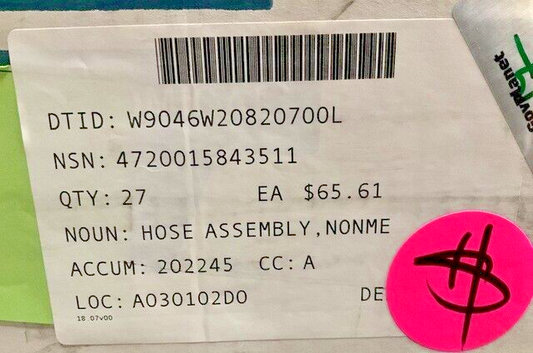 DTID: W9046W20820700L
NSN: 4720015843511
QTY: 27 EA $65.61
NOUN: HOSE ASSEMBLY,NONME
ACCUM: 202245 CC: A
LOC: A030102D0 DE
18.07v00
GovPlanet